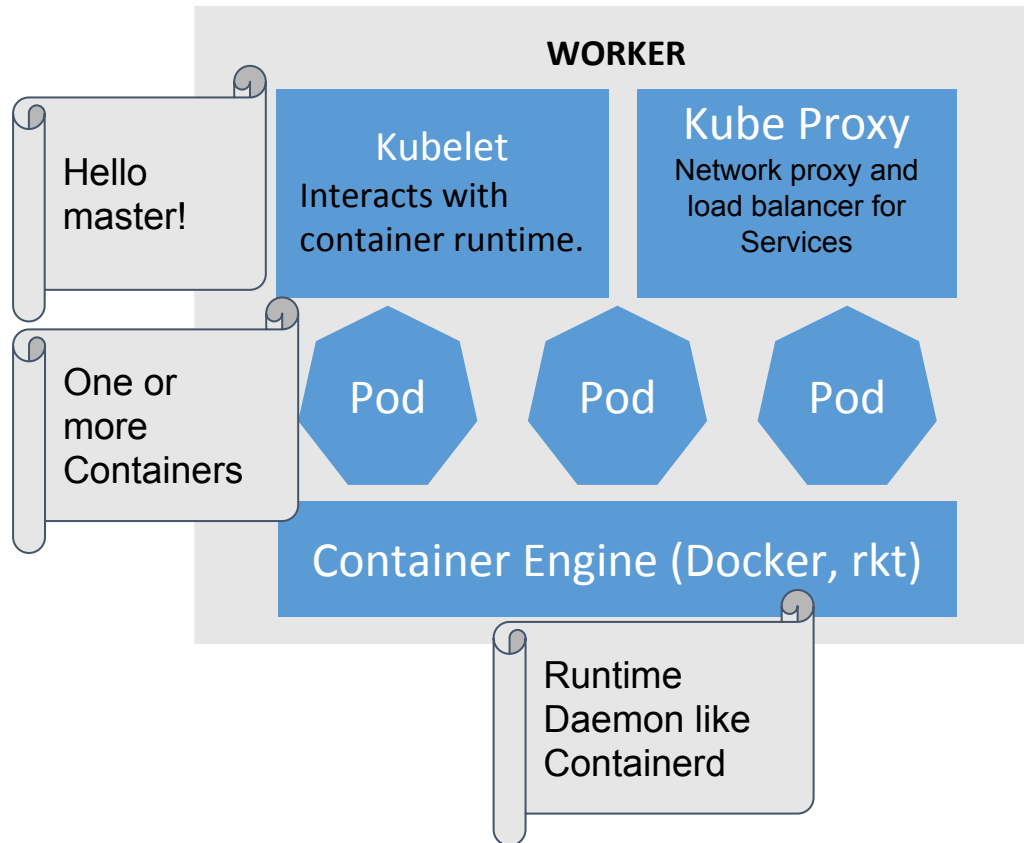 WORKER
Hello
master!
Kubelet
Interacts with
container runtime.
Kube Proxy
Network proxy and
load balancer for
Services
One or
more
Containers
Pod
Pod
Pod
Container Engine (Docker, rkt)
Runtime
Daemon like
Containerd